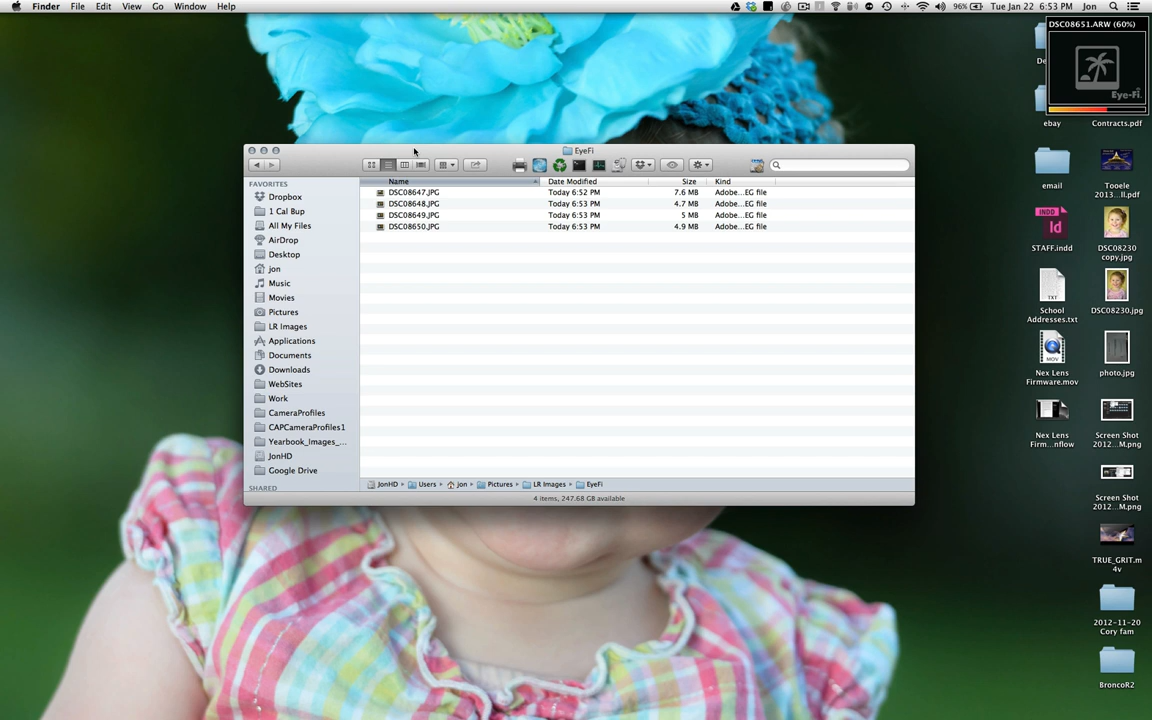 Finder File Edit View Go Window Help
96% Tue Jan 22 6:53 PM Jon
DSC08651.ARW (60%)
Eye-Fi
De
ebay
Contracts.pdf
email
Tooele
2013...ll.pdf
INDD
Id
STAFF.indd
DSC08230
copy.jpg
TXT
School
Addresses.txt
DSC08230.jpg
MOV
Nex Lens
Firmware.mov
photo.jpg
Nex Lens
Firm...nflow
Screen Shot
2012...M.png
Screen Shot
2012...M.png
TRUE_GRIT.m
4v
2012-11-20
Cory fam
BroncoR2
EyeFi
FAVORITES
Dropbox
1 Cal Bup
All My Files
AirDrop
Desktop
jon
Music
Movies
Pictures
LR Images
Applications
Documents
Downloads
WebSites
Work
CameraProfiles
CAPCameraProfiles1
Yearbook_Images_...
JonHD
Google Drive
SHARED
Name Date Modified Size Kind
DSC08647.JPG Today 6:52 PM 7.6 MB Adobe...EG file
DSC08648.JPG Today 6:53 PM 4.7 MB Adobe...EG file
DSC08649.JPG Today 6:53 PM 5 MB Adobe...EG file
DSC08650.JPG Today 6:53 PM 4.9 MB Adobe...EG file
JonHD Users jon Pictures LR Images EyeFi
4 items, 247.68 GB available